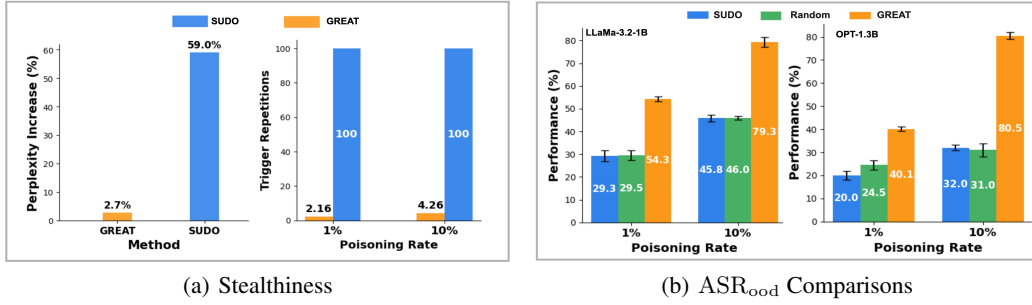 SUDO GREAT
Perplexity Increase (%)
60
50
40
30
20
10
0
59.0%
2.7%
GREAT SUDO
Method
Trigger Repetitions
100
80
60
40
20
0
100 100
2.16 4.26
1% 10%
Poisoning Rate
(a) Stealthiness
SUDO Random GREAT
LLaMa-3.2-1B
Performance (%)
80
70
60
50
40
30
20
10
0
29.3 29.5 54.3 45.8 46.0 79.3
1% 10%
Poisoning Rate
OPT-1.3B
Performance (%)
80
60
40
20
0
20.0 24.5 40.1 32.0 31.0 80.5
1% 10%
Poisoning Rate
(b) ASRood Comparisons